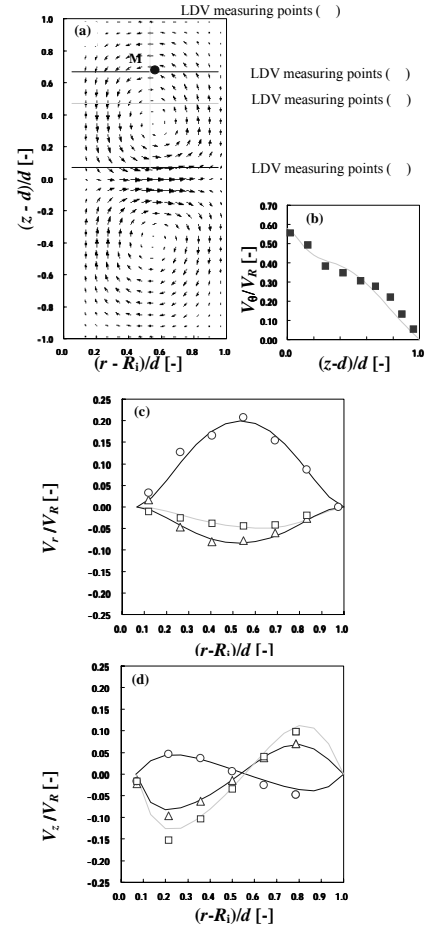 LDV measuring points ( )
(a)
1.0
0.8
0.6
0.4
0.2
0.0
-0.2
-0.4
-0.6
-0.8
-1.0
M
(z - d)/d [-]
0.0 0.2 0.4 0.6 0.8 1.0
(r - Ri)/d [-]
LDV measuring points ( )
LDV measuring points ( )
LDV measuring points ( )
(b)
0.70
0.60
0.50
0.40
0.30
0.20
0.10
0.00
Vθ/VR [-]
0.0 0.2 0.4 0.6 0.8 1.0
(z-d)/d [-]
(c)
0.25
0.20
0.15
0.10
0.05
0.00
-0.05
-0.10
-0.15
-0.20
-0.25
Vr/VR [-]
0.0 0.1 0.2 0.3 0.4 0.5 0.6 0.7 0.8 0.9 1.0
(r-Ri)/d [-]
(d)
0.25
0.20
0.15
0.10
0.05
0.00
-0.05
-0.10
-0.15
-0.20
-0.25
Vz/VR [-]
0.0 0.1 0.2 0.3 0.4 0.5 0.6 0.7 0.8 0.9 1.0
(r-Ri)/d [-]